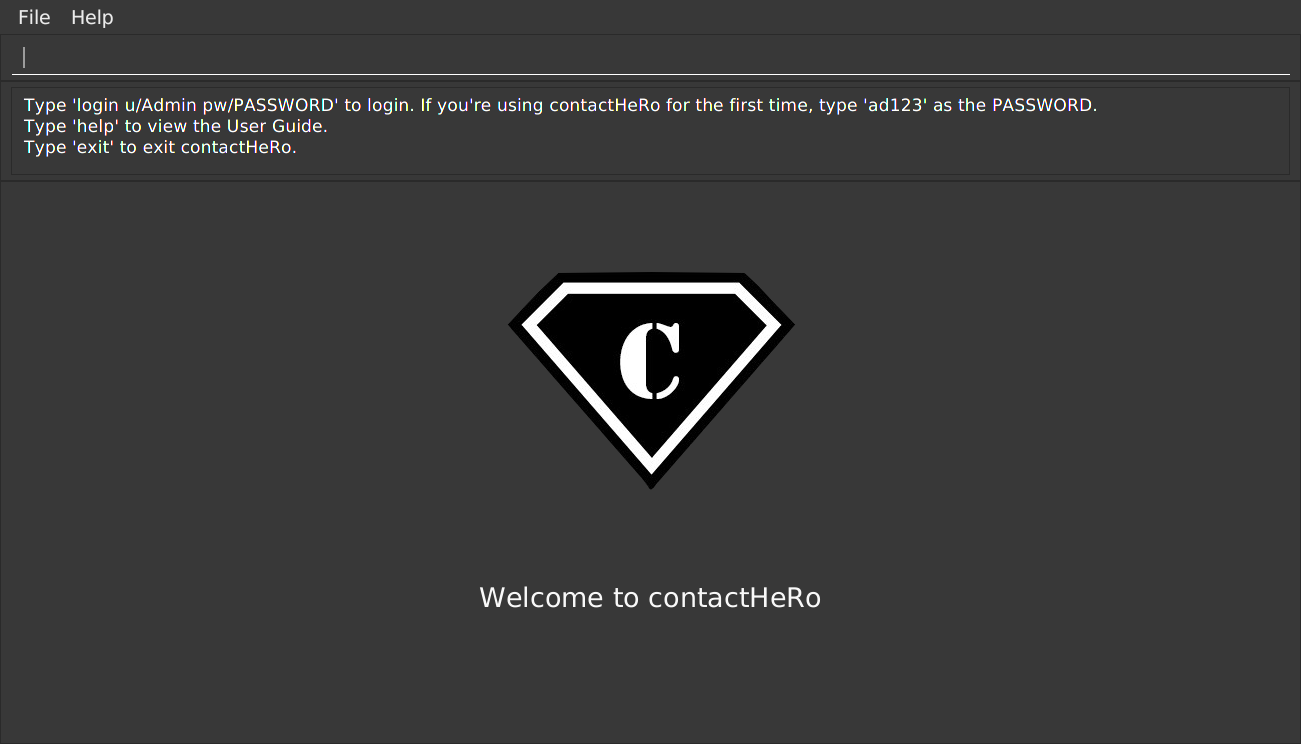 File Help
Type 'login u/Admin pw/PASSWORD' to login. If you're using contactHeRo for the first time, type 'ad123' as the PASSWORD.
Type 'help' to view the User Guide.
Type 'exit' to exit contactHeRo.
C
Welcome to contactHeRo